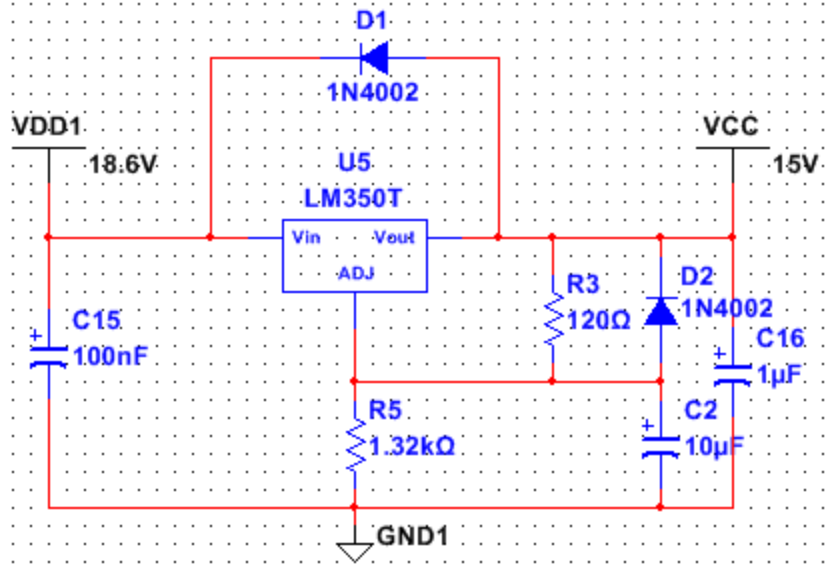 D1
1N4002
VDD1
18.6V
VCC
15V
U5
LM350T
Vin
Vout
ADJ
R3
120Ω
D2
1N4002
C15
100nF
C16
1µF
R5
1.32kΩ
C2
10µF
GND1